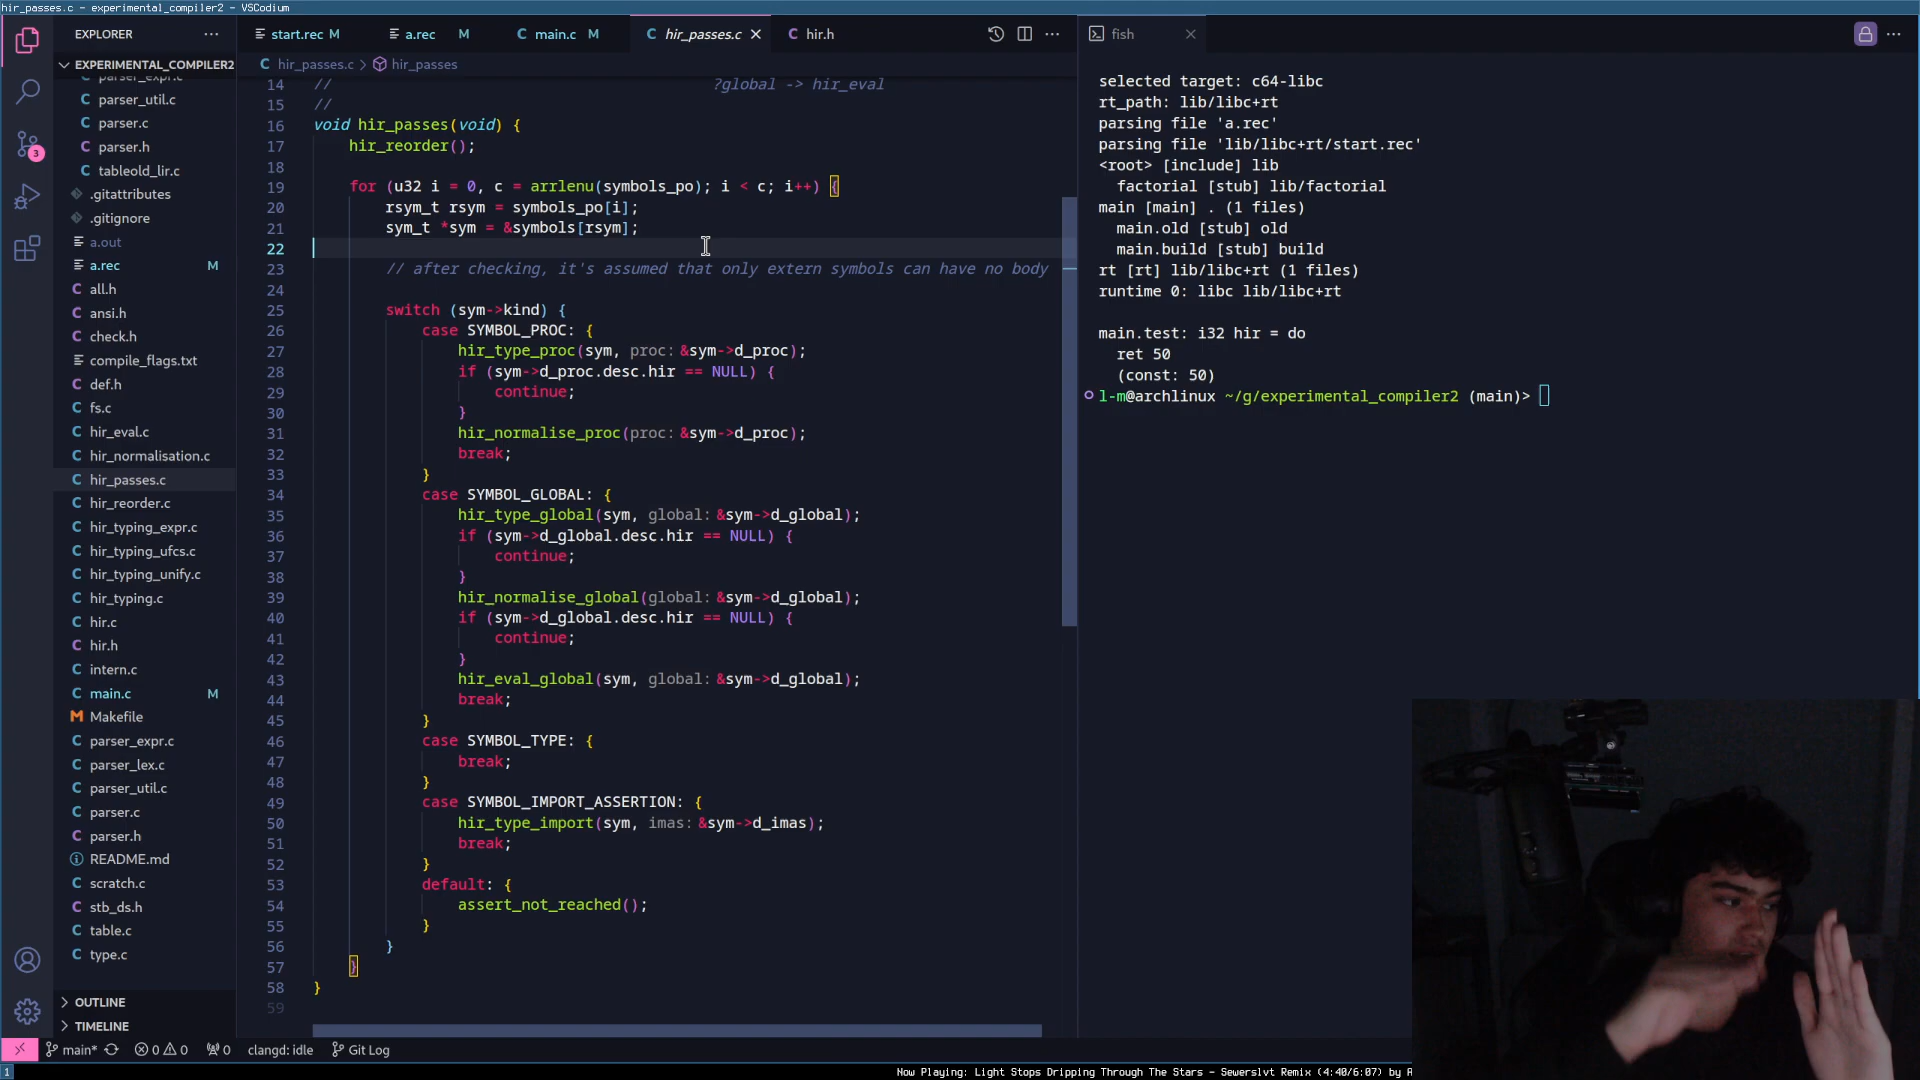 hir_passes.c - experimental_compiler2 - VSCodium
EXPLORER
start.rec M
a.rec M
main.c M
hir_passes.c
hir.h
fish
EXPERIMENTAL_COMPILER2
parser_expr.c
parser_util.c
parser.c
parser.h
tableold_lir.c
.gitattributes
.gitignore
a.out
a.rec M
all.h
ansi.h
check.h
compile_flags.txt
def.h
fs.c
hir_eval.c
hir_normalisation.c
hir_passes.c
hir_reorder.c
hir_typing_expr.c
hir_typing_ufcs.c
hir_typing_unify.c
hir_typing.c
hir.c
hir.h
intern.c
main.c M
Makefile
parser_expr.c
parser_lex.c
parser_util.c
parser.c
parser.h
README.md
scratch.c
stb_ds.h
table.c
type.c
OUTLINE
TIMELINE
3
hir_passes.c > hir_passes
14 // ?global -> hir_eval
15 //
16 void hir_passes(void) {
17 hir_reorder();
18
19 for (u32 i = 0, c = arrlenu(symbols_po); i < c; i++) {
20 rsym_t rsym = symbols_po[i];
21 sym_t *sym = &symbols[rsym];
22
23 // after checking, it's assumed that only extern symbols can have no body
24
25 switch (sym->kind) {
26 case SYMBOL_PROC: {
27 hir_type_proc(sym, proc: &sym->d_proc);
28 if (sym->d_proc.desc.hir == NULL) {
29 continue;
30 }
31 hir_normalise_proc(proc: &sym->d_proc);
32 break;
33 }
34 case SYMBOL_GLOBAL: {
35 hir_type_global(sym, global: &sym->d_global);
36 if (sym->d_global.desc.hir == NULL) {
37 continue;
38 }
39 hir_normalise_global(global: &sym->d_global);
40 if (sym->d_global.desc.hir == NULL) {
41 continue;
42 }
43 hir_eval_global(sym, global: &sym->d_global);
44 break;
45 }
46 case SYMBOL_TYPE: {
47 break;
48 }
49 case SYMBOL_IMPORT_ASSERTION: {
50 hir_type_import(sym, imas: &sym->d_imas);
51 break;
52 }
53 default: {
54 assert_not_reached();
55 }
56 }
57 }
58 }
59
selected target: c64-libc
rt_path: lib/libc+rt
parsing file 'a.rec'
parsing file 'lib/libc+rt/start.rec'
<root> [include] lib
factorial [stub] lib/factorial
main [main] . (1 files)
main.old [stub] old
main.build [stub] build
rt [rt] lib/libc+rt (1 files)
runtime 0: libc lib/libc+rt
main.test: i32 hir = do
ret 50
(const: 50)
l-m@archlinux ~/g/experimental_compiler2 (main)>
main* 0 0 0 clangd: idle Git Log
1
Now Playing: Light Stops Dripping Through The Stars - Sewerslvt Remix (4:40/6:07) by